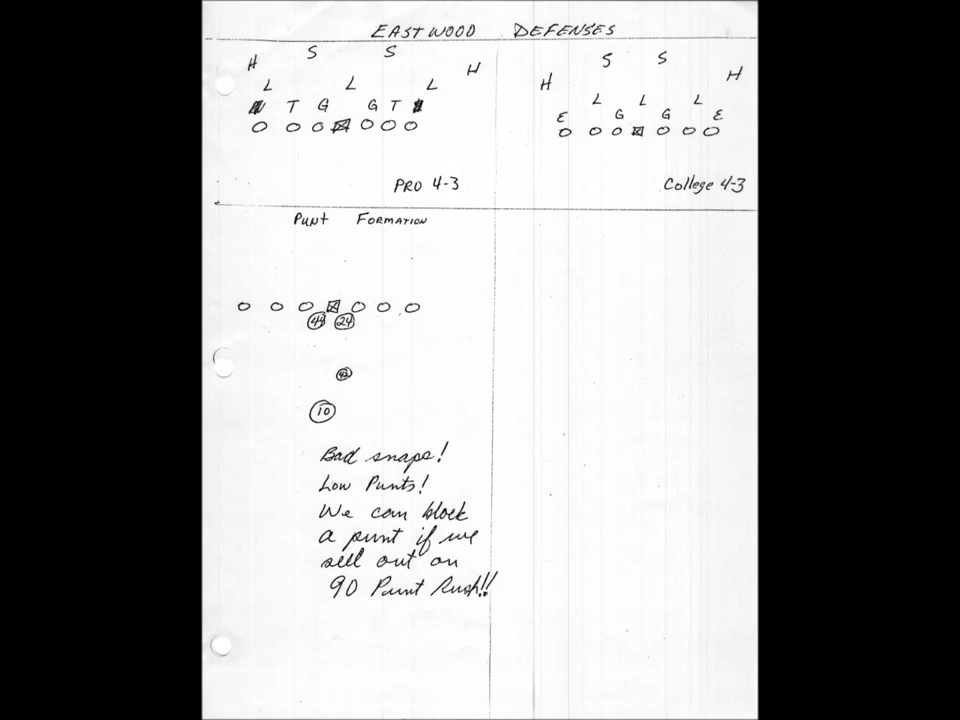 EASTWOOD DEFENSES
S S
H H
L L L
T G G T
PRO 4-3
S S
H H
L L L
E G G E
College 4-3
PUNT FORMATION
44 24
43
10
Bad snaps!
Low Punts!
We can block
a punt if we
sell out on
90 Punt Rush!!